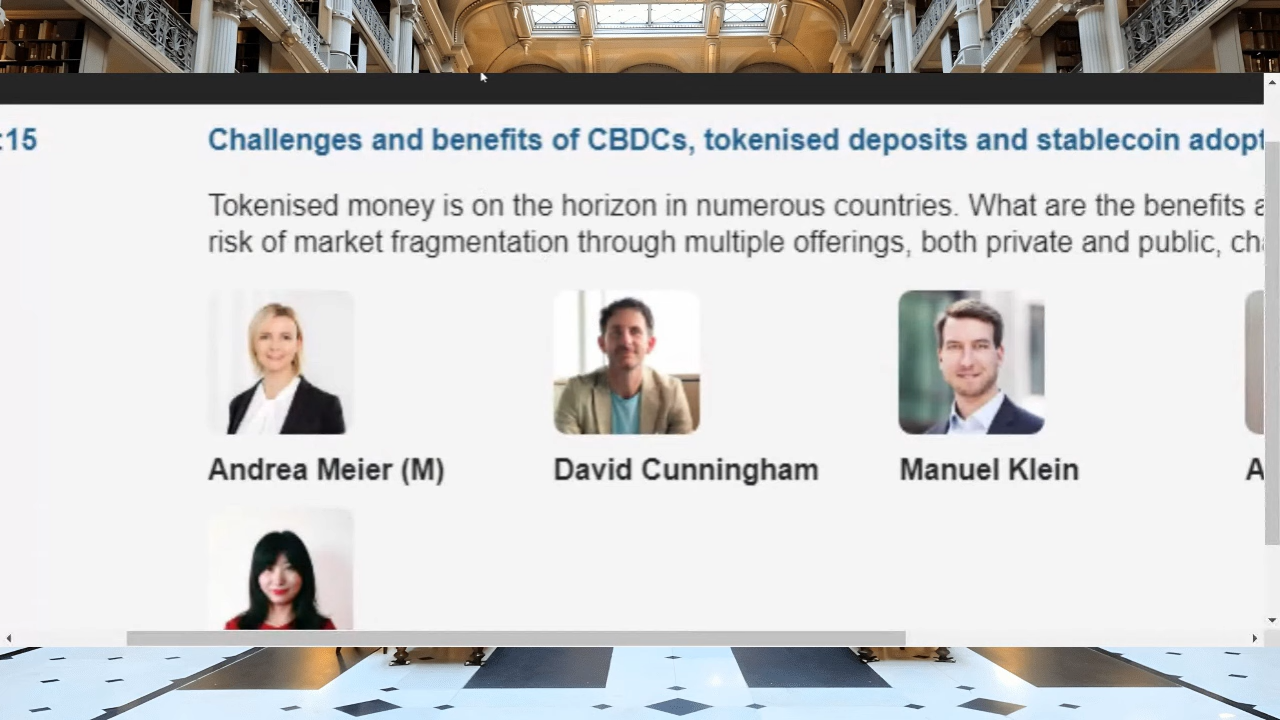 :15
Challenges and benefits of CBDCs, tokenised deposits and stablecoin adopt
Tokenised money is on the horizon in numerous countries. What are the benefits a
risk of market fragmentation through multiple offerings, both private and public, cha
Andrea Meier (M)
David Cunningham
Manuel Klein
A